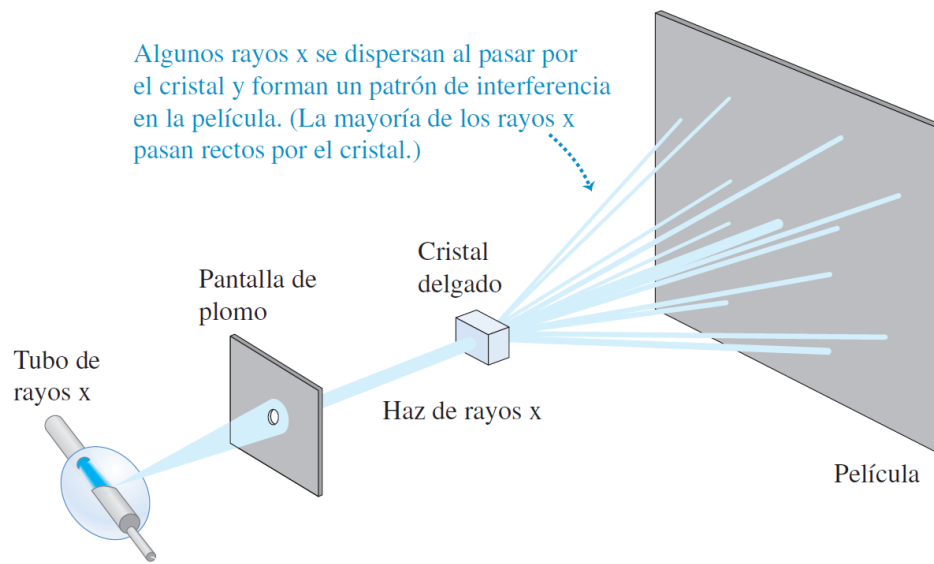 Algunos rayos x se dispersan al pasar por
el cristal y forman un patrón de interferencia
en la película. (La mayoría de los rayos x
pasan rectos por el cristal.)
Cristal
delgado
Pantalla de
plomo
Tubo de
rayos x
Haz de rayos x
Película